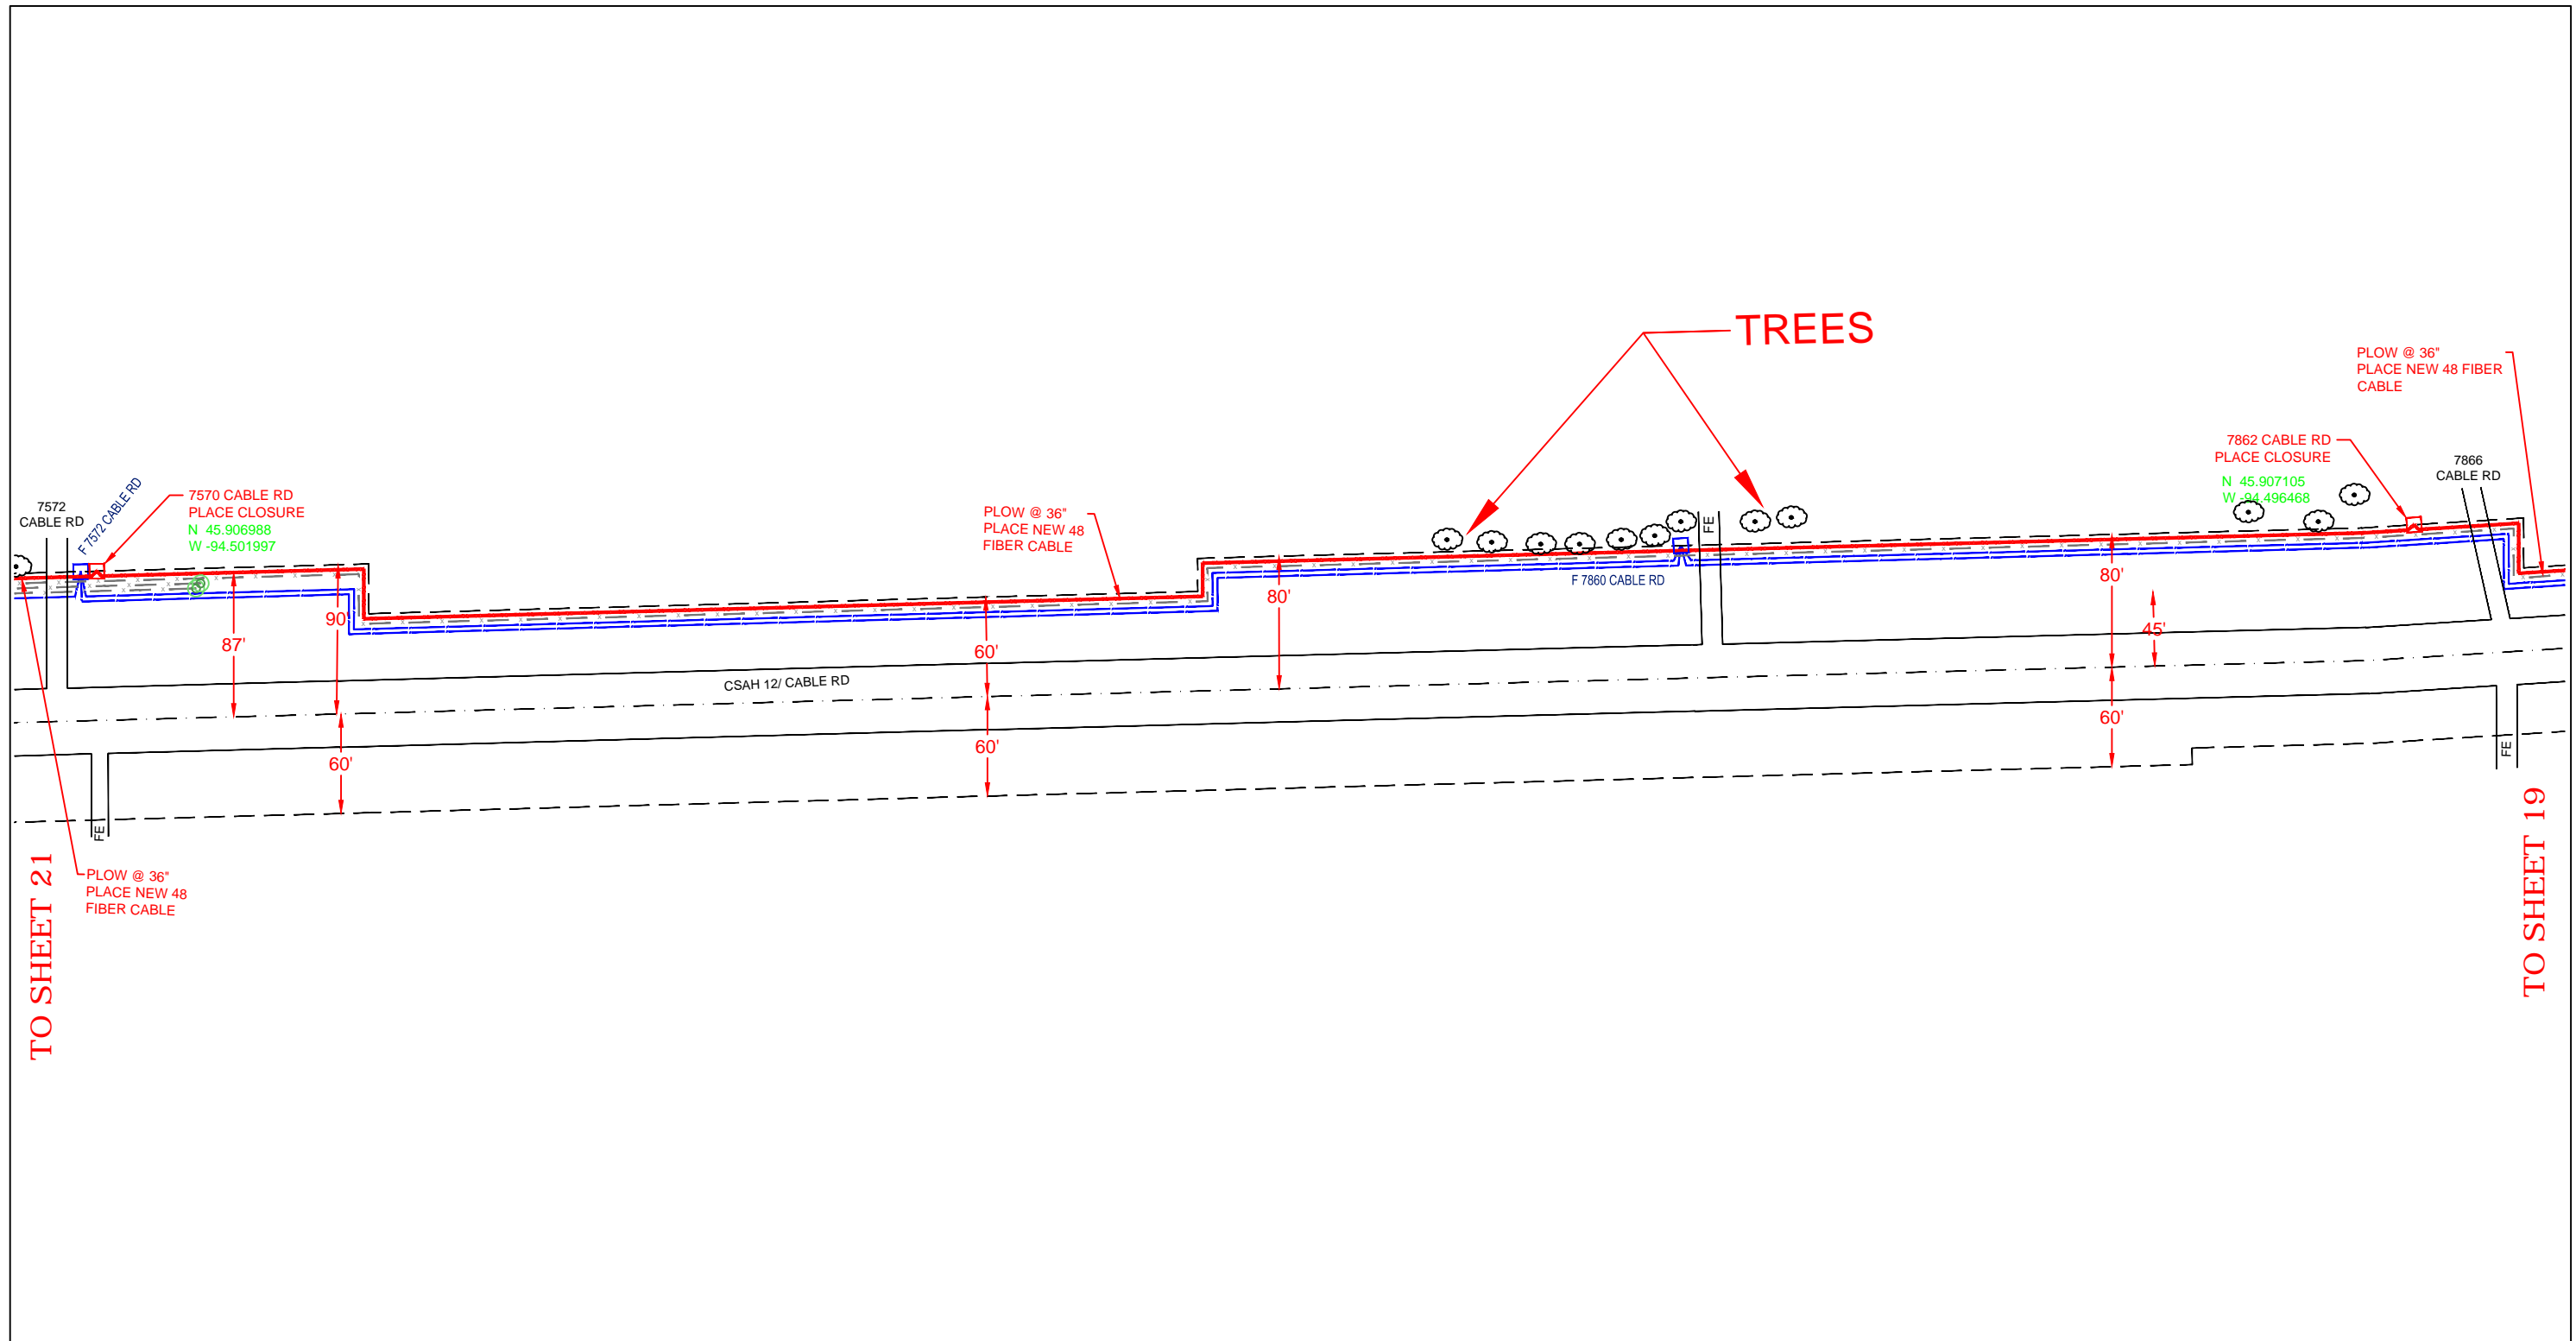 TREES
PLOW @ 36"
PLACE NEW 48 FIBER
CABLE
7862 CABLE RD
PLACE CLOSURE
N 45.907105
W -94.496468
7866
CABLE RD
7572
CABLE RD
F 7572 CABLE RD
7570 CABLE RD
PLACE CLOSURE
N 45.906988
W -94.501997
PLOW @ 36"
PLACE NEW 48
FIBER CABLE
FE
F 7860 CABLE RD
87'
90'
60'
80'
80'
45'
CSAH 12/ CABLE RD
60'
60'
60'
FE
FE
PLOW @ 36"
PLACE NEW 48
FIBER CABLE
TO SHEET 21
TO SHEET 19